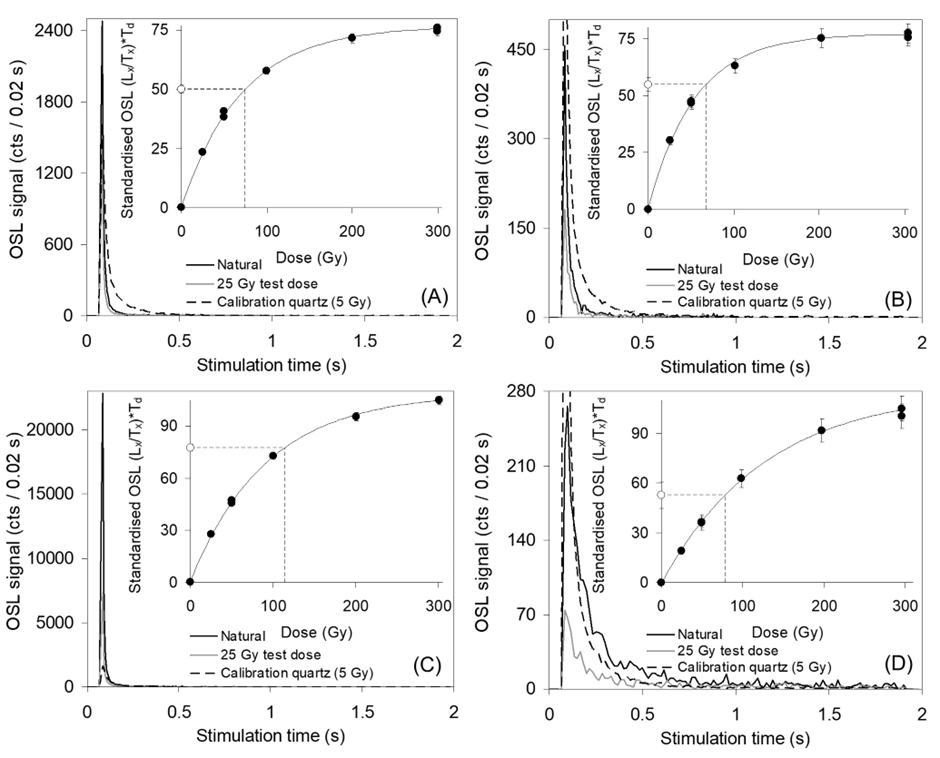 2400
1800
1200
600
0
OSL signal (cts / 0.02 s)
0 0.5 1 1.5 2
Stimulation time (s)
Standardised OSL (Lx/Tx)*Td
75
50
25
0
0 100 200 300
Dose (Gy)
Natural
25 Gy test dose
Calibration quartz (5 Gy)
(A)
450
300
150
0
OSL signal (cts / 0.02 s)
0 0.5 1 1.5 2
Stimulation time (s)
Standardised OSL (Lx/Tx)*Td
75
50
25
0
0 100 200 300
Dose (Gy)
Natural
25 Gy test dose
Calibration quartz (5 Gy)
(B)
20000
15000
10000
5000
0
OSL signal (cts / 0.02 s)
0 0.5 1 1.5 2
Stimulation time (s)
Standardised OSL (Lx/Tx)*Td
90
60
30
0
0 100 200 300
Dose (Gy)
Natural
25 Gy test dose
Calibration quartz (5 Gy)
(C)
280
210
140
70
0
OSL signal (cts / 0.02 s)
0 0.5 1 1.5 2
Stimulation time (s)
Standardised OSL (Lx/Tx)*Td
90
60
30
0
0 100 200 300
Dose (Gy)
Natural
25 Gy test dose
Calibration quartz (5 Gy)
(D)